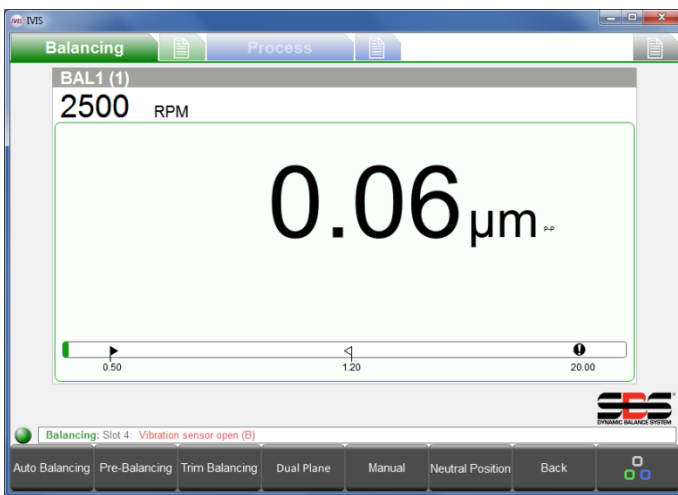 IVIS IVIS
Balancing Process
BAL1 (1)
2500 RPM
0.06 µm p-p
0.50 1.20 20.00
SBS
DYNAMIC BALANCE SYSTEM
Balancing: Slot 4: Vibration sensor open (B)
Auto Balancing Pre-Balancing Trim Balancing Dual Plane Manual Neutral Position Back